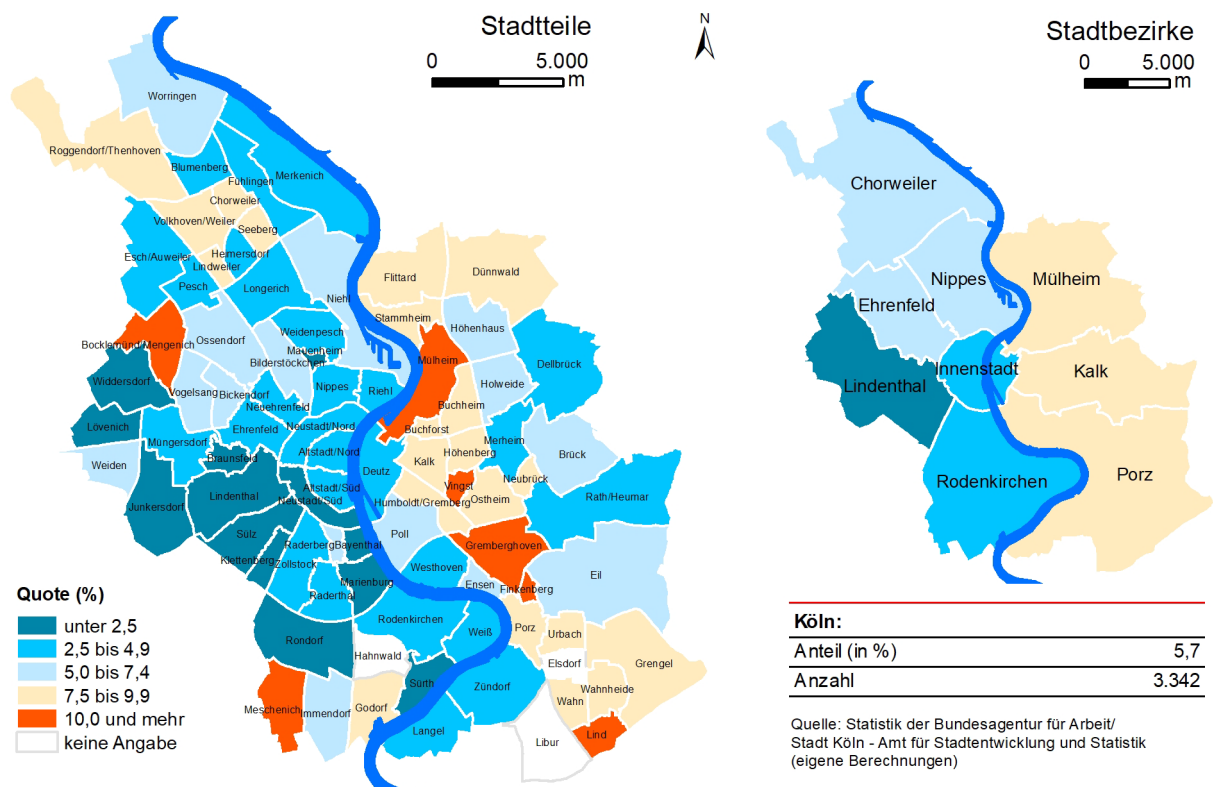 Stadtteile
0 5.000
m
N
Worringen
Roggendorf/Thenhoven
Blumenberg
Fühlingen
Merkenich
Chorweiler
Volkhoven/Weiler
Seeberg
Esch/Auweiler
Heimersdorf
Lindweiler
Pesch
Longerich
Niehl
Flittard
Dünnwald
Stammheim
Höhenhaus
Bocklemünd/Mengenich
Ossendorf
Weidenpesch
Mauenheim
Bilderstöckchen
Mülheim
Dellbrück
Widdersdorf
Vogelsang
Bickendorf
Nippes
Riehl
Holweide
Buchheim
Neuehrenfeld
Lövenich
Müngersdorf
Ehrenfeld
Neustadt/Nord
Buchforst
Merheim
Weiden
Braunsfeld
Altstadt/Nord
Deutz
Kalk
Höhenberg
Brück
Neubrück
Vingst
Ostheim
Junkersdorf
Lindenthal
Altstadt/Süd
Neustadt/Süd
Humboldt/Gremberg
Rath/Heumar
Sülz
Poll
Raderberg
Bayenthal
Gremberghoven
Klettenberg
Zollstock
Westhoven
Eil
Marienburg
Raderthal
Ensen
Finkenberg
Rodenkirchen
Weiß
Porz
Urbach
Rondorf
Hahnwald
Elsdorf
Grengel
Sürth
Zündorf
Wahnheide
Wahn
Meschenich
Immendorf
Godorf
Langel
Libur
Lind
Quote (%)
unter 2,5
2,5 bis 4,9
5,0 bis 7,4
7,5 bis 9,9
10,0 und mehr
keine Angabe
Stadtbezirke
0 5.000
m
Chorweiler
Nippes
Mülheim
Ehrenfeld
Innenstadt
Kalk
Lindenthal
Porz
Rodenkirchen
Köln:
Anteil (in %) 5,7
Anzahl 3.342
Quelle: Statistik der Bundesagentur für Arbeit/
Stadt Köln - Amt für Stadtentwicklung und Statistik
(eigene Berechnungen)